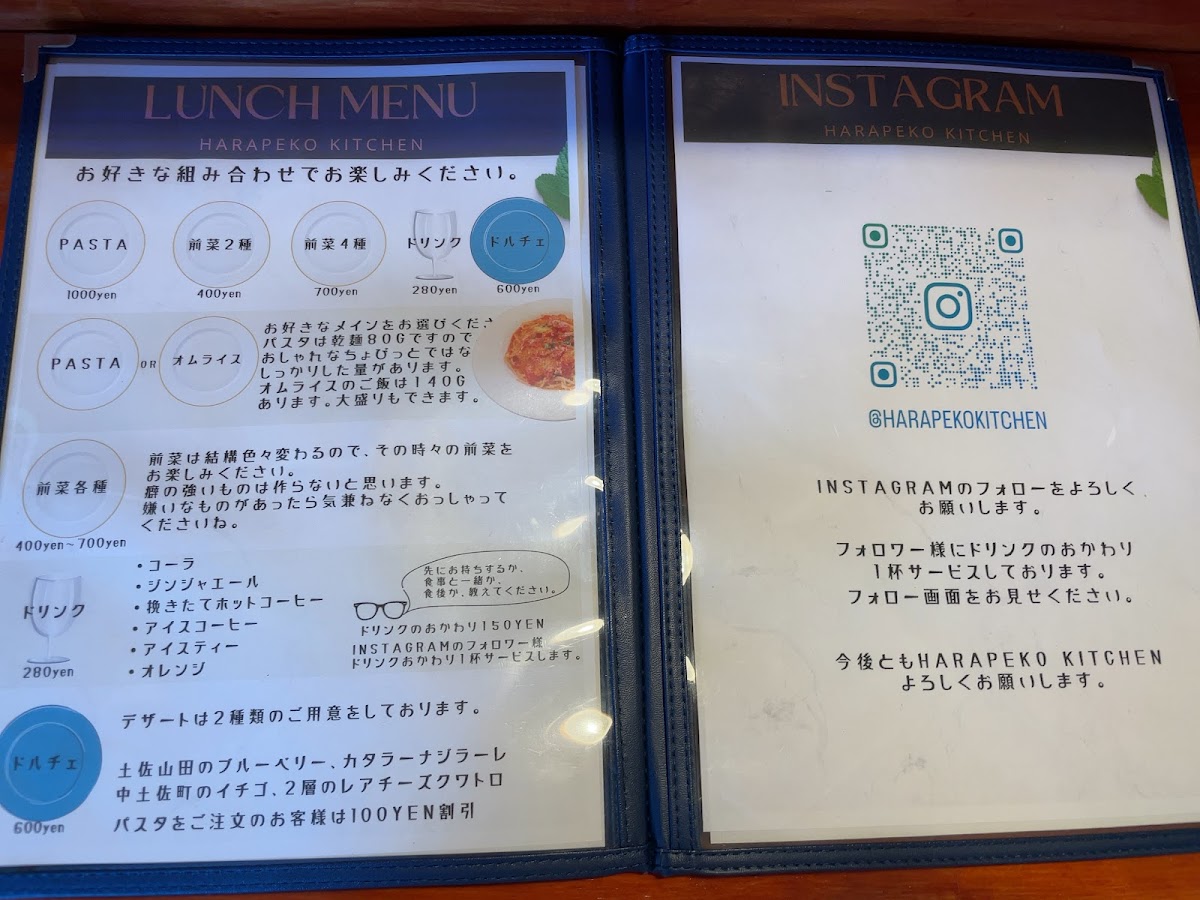 LUNCH MENU
HARAPEKO KITCHEN
お好きな組み合わせでお楽しみください。
PASTA
前菜2種
前菜4種
ドリンク
ドルチェ
1000yen
400yen
700yen
280yen
600yen
PASTA
OR
オムライス
お好きなメインをお選びくださ
パスタは乾麺80Gですので
おしゃれなちょびっとではな
しっかりした量があります。
オムライスのご飯は140G
あります。大盛りもできます。
前菜各種
400yen~700yen
前菜は結構色々変わるので、その時々の前菜を
お楽しみください。
癖の強いものは作らないと思います。
嫌いなものがあったら気兼ねなくおっしゃって
くださいね。
ドリンク
280yen
・コーラ
・ジンジャエール
・挽きたてホットコーヒー
・アイスコーヒー
・アイスティー
・オレンジ
先にお持ちするか、
食事と一緒か、
食後か、教えてください。
ドリンクのおかわり150YEN
INSTAGRAMのフォロワー様
ドリンクおかわり1杯サービスします。
ドルチェ
600yen
デザートは2種類のご用意をしております。
土佐山田のブルーベリー、カタラーナジラーレ
中土佐町のイチゴ、2層のレアチーズクワトロ
パスタをご注文のお客様は100YEN割引
INSTAGRAM
HARAPEKO KITCHEN
@HARAPEKOKITCHEN
INSTAGRAMのフォローをよろしく
お願いします。
フォロワー様にドリンクのおかわり
1杯サービスしております。
フォロー画面をお見せください。
今後ともHARAPEKO KITCHEN
よろしくお願いします。